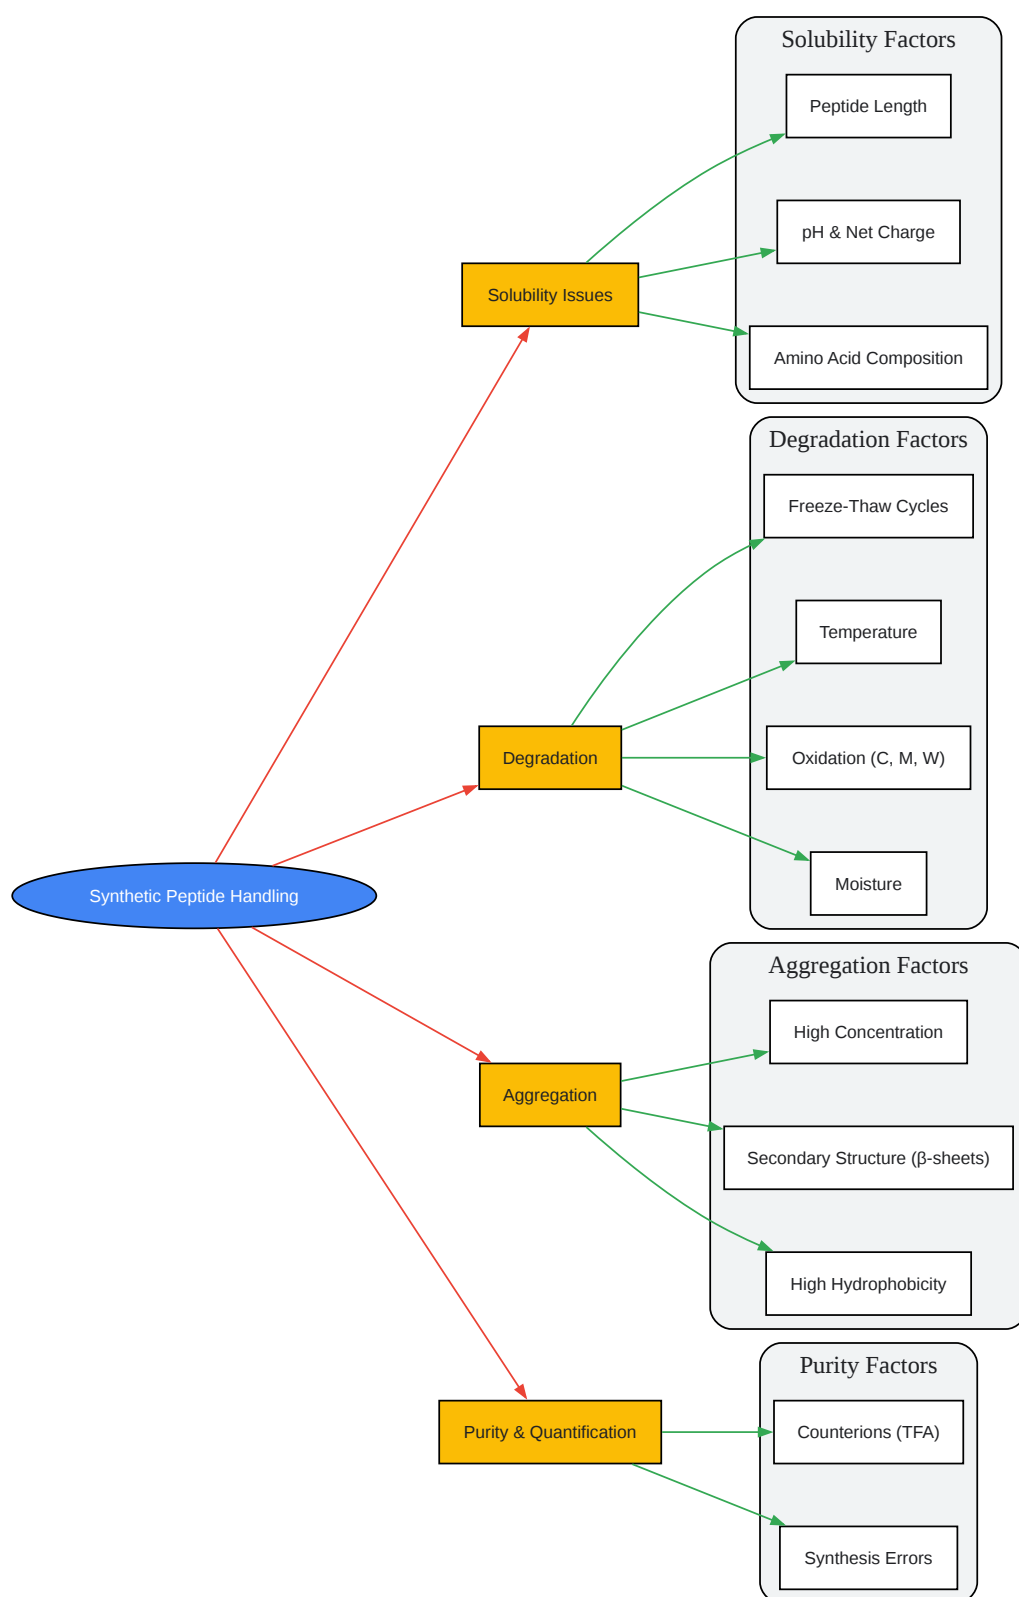 Solubility Factors
Peptide Length
pH & Net Charge
Solubility Issues
Amino Acid Composition
Degradation Factors
Freeze-Thaw Cycles
Temperature
Degradation
Oxidation (C, M, W)
Moisture
Synthetic Peptide Handling
Aggregation Factors
High Concentration
Aggregation
Secondary Structure (β-sheets)
High Hydrophobicity
Purity Factors
Purity & Quantification
Counterions (TFA)
Synthesis Errors